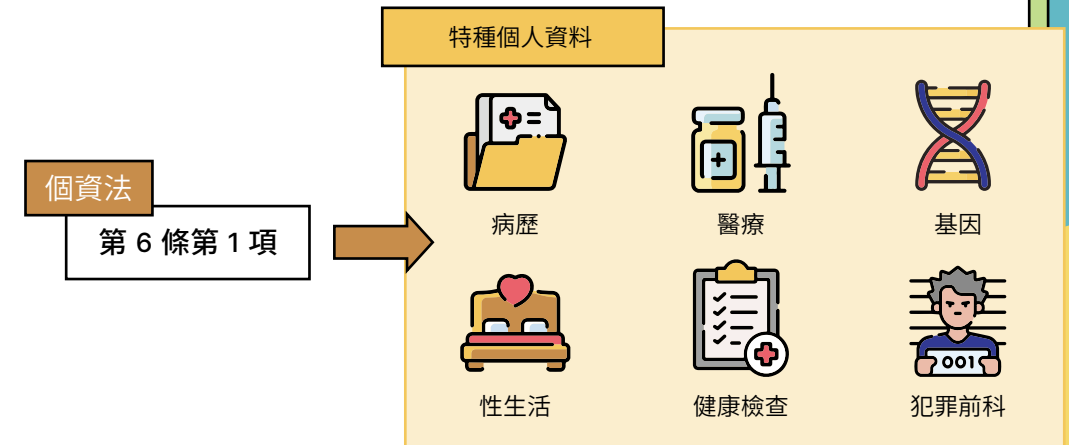 特種個人資料
個資法
第 6 條第 1 項
病歷
醫療
基因
性生活
健康檢查
001
犯罪前科